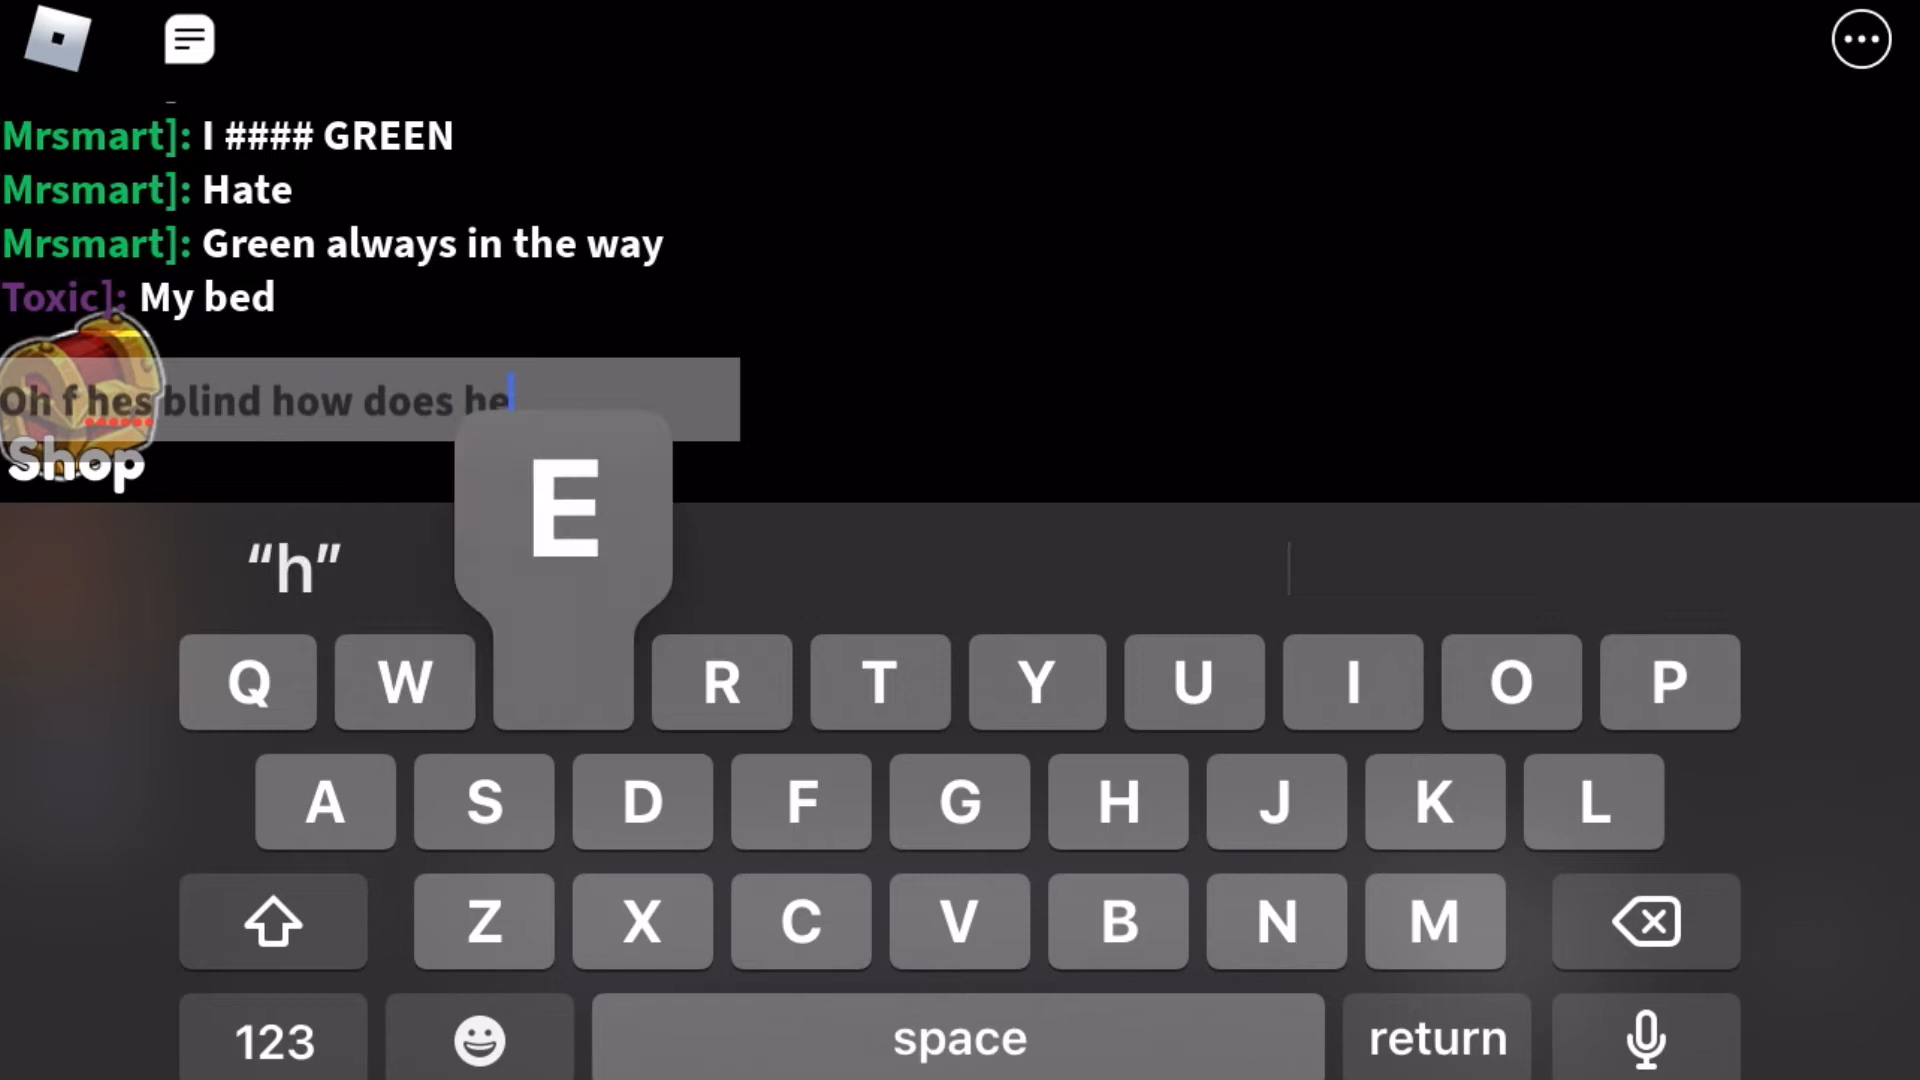 Mrsmart]: I #### GREEN
Mrsmart]: Hate
Mrsmart]: Green always in the way
Toxic]: My bed
Oh f hes blind how does he
Shop
“h”
E
Q W R T Y U I O P
A S D F G H J K L
Z X C V B N M
123 space return